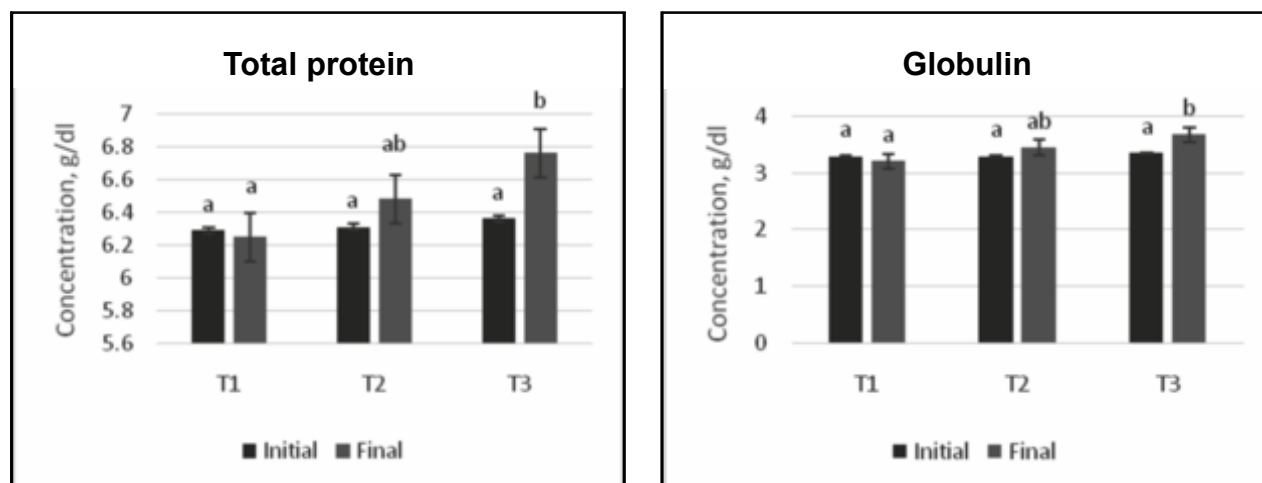 Total protein
Concentration, g/dl
7
6.8
6.6
6.4
6.2
6
5.8
5.6
a a a ab a b
T1 T2 T3
Initial Final
Globulin
Concentration, g/dl
4
3
2
1
0
a a a ab a b
T1 T2 T3
Initial Final